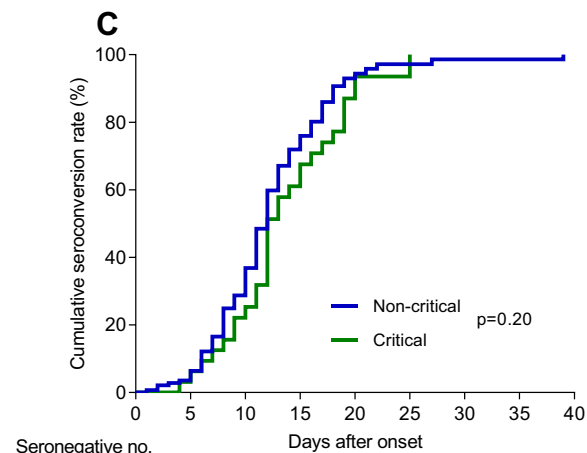 C
Cumulative seroconversion rate (%)
100
80
60
40
20
0
Non-critical
Critical
p=0.20
0 5 10 15 20 25 30 35 40
Days after onset
Seronegative no.